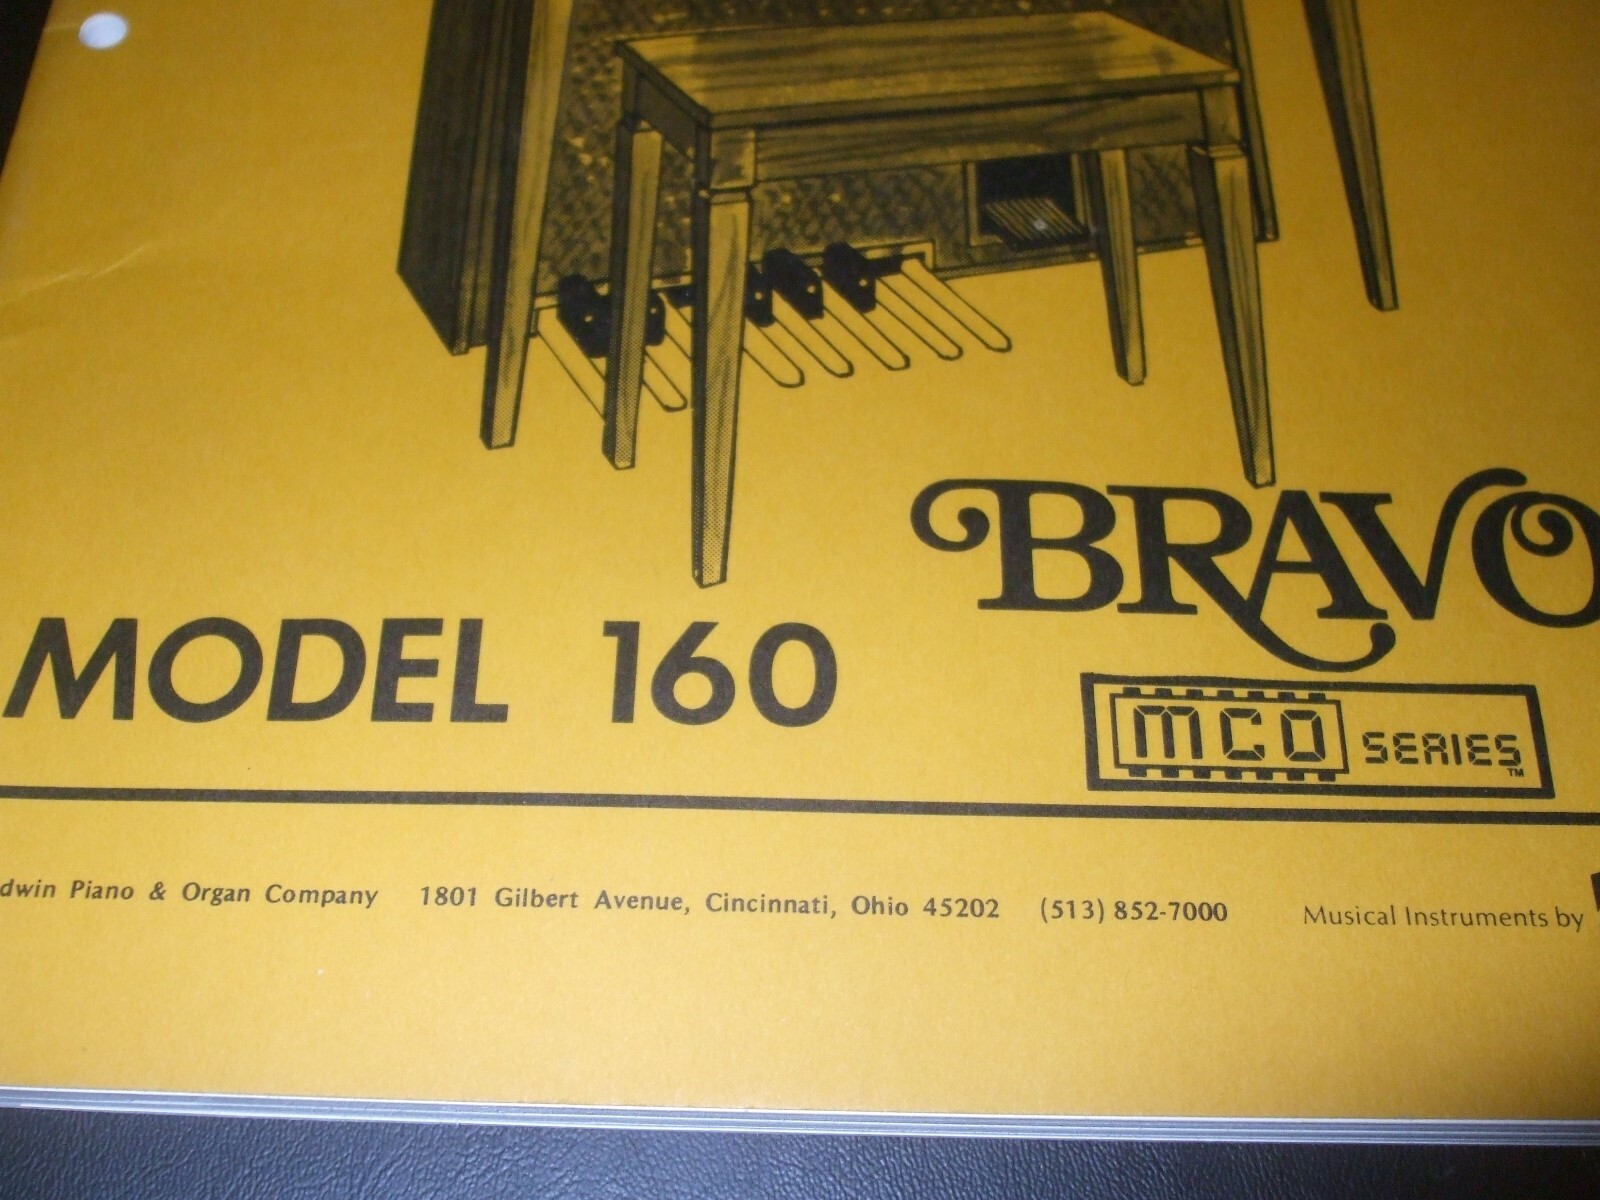 BRAVO
MODEL 160
MCO SERIES™
dwin Piano & Organ Company 1801 Gilbert Avenue, Cincinnati, Ohio 45202 (513) 852-7000 Musical Instruments by